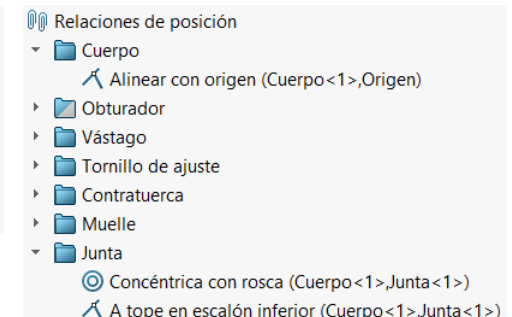 Relaciones de posición
Cuerpo
Alinear con origen (Cuerpo<1>,Origen)
Obturador
Vástago
Tornillo de ajuste
Contratuerca
Muelle
Junta
Concéntrica con rosca (Cuerpo<1>,Junta<1>)
A tope en escalón inferior (Cuerpo<1>,Junta<1>)